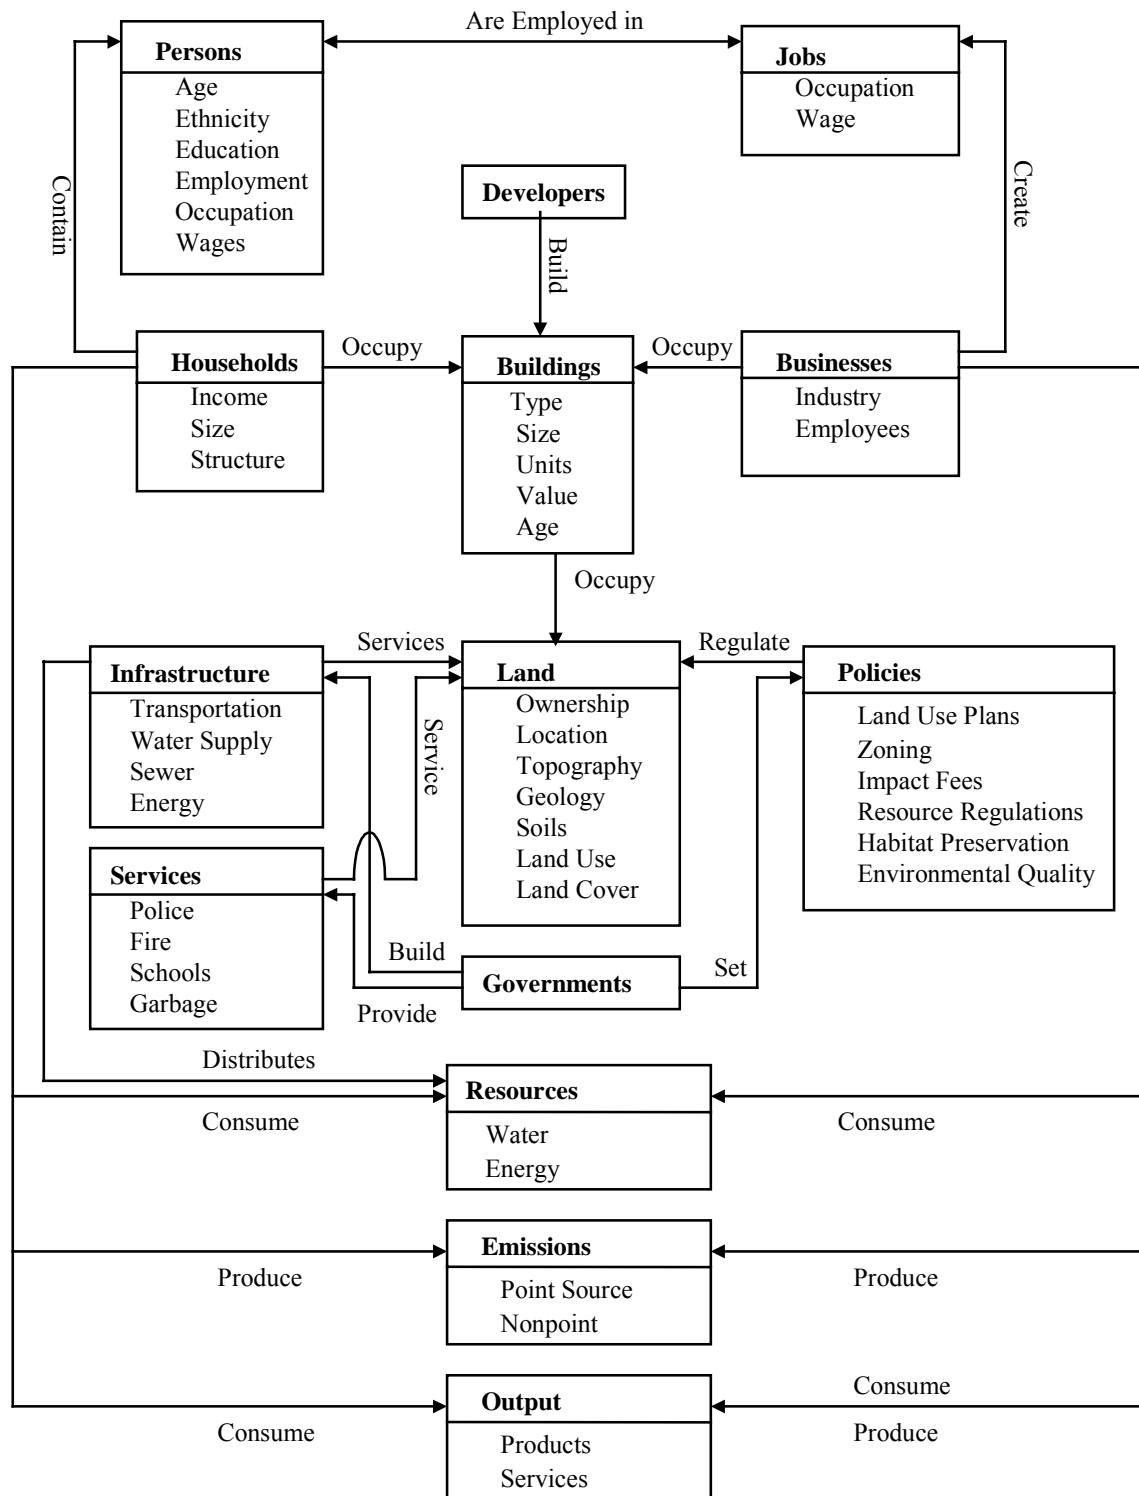 Are Employed in
Persons
Age
Ethnicity
Education
Employment
Occupation
Wages
Jobs
Occupation
Wage
Contain
Create
Developers
Build
Households
Income
Size
Structure
Occupy
Buildings
Type
Size
Units
Value
Age
Occupy
Businesses
Industry
Employees
Occupy
Infrastructure
Transportation
Water Supply
Sewer
Energy
Services
Service
Land
Ownership
Location
Topography
Geology
Soils
Land Use
Land Cover
Regulate
Policies
Land Use Plans
Zoning
Impact Fees
Resource Regulations
Habitat Preservation
Environmental Quality
Services
Police
Fire
Schools
Garbage
Build
Provide
Governments
Set
Distributes
Consume
Resources
Water
Energy
Consume
Produce
Emissions
Point Source
Nonpoint
Produce
Consume
Output
Products
Services
Consume
Produce